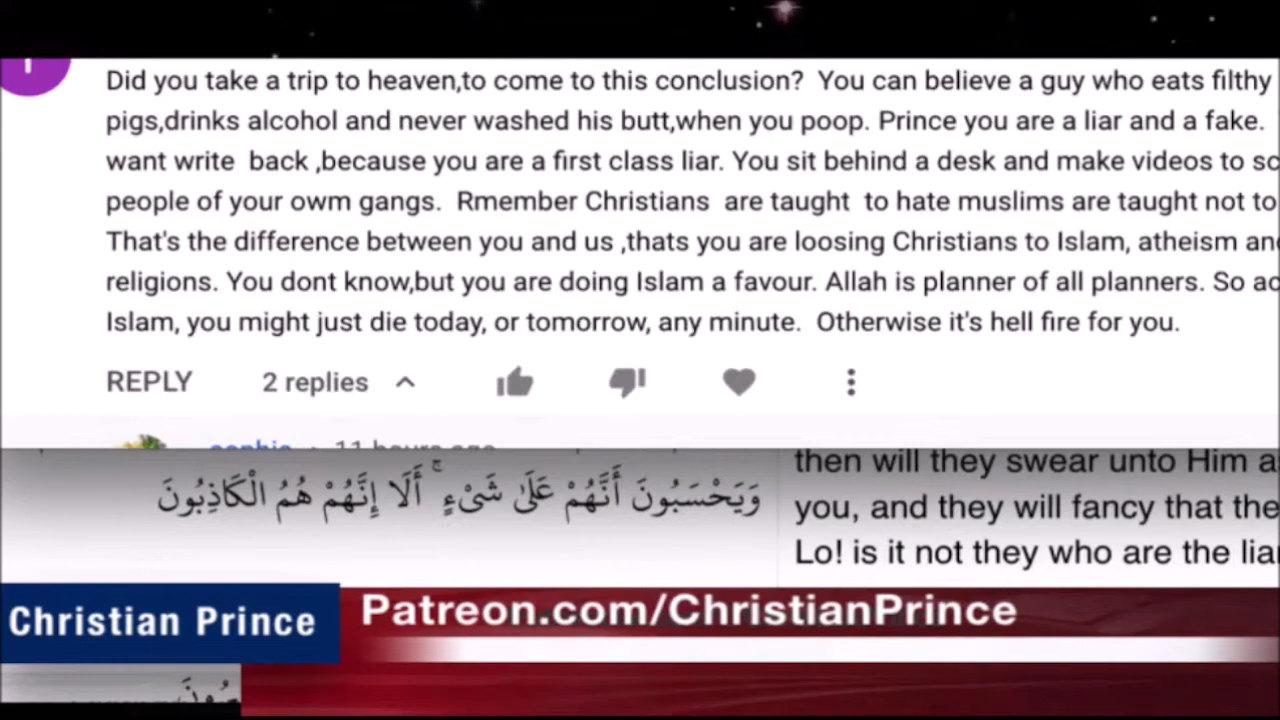 Did you take a trip to heaven,to come to this conclusion? You can believe a guy who eats filthy
pigs,drinks alcohol and never washed his butt,when you poop. Prince you are a liar and a fake.
want write back ,because you are a first class liar. You sit behind a desk and make videos to
people of your owm gangs. Rmember Christians are taught to hate muslims are taught not to
That's the difference between you and us ,thats you are loosing Christians to Islam, atheism
religions. You dont know,but you are doing Islam a favour. Allah is planner of all planners. So
Islam, you might just die today, or tomorrow, any minute. Otherwise it's hell fire for you.
REPLY 2 replies
11 hours ago
then will they swear unto Him
you, and they will fancy that
Lo! is it not they who are the
وَيَحْسَبُونَ أَنَّهُمْ عَلَىٰ شَيْءٍ ۚ أَلَا إِنَّهُمْ هُمُ الْكَاذِبُونَ
Christian Prince
Patreon.com/ChristianPrince